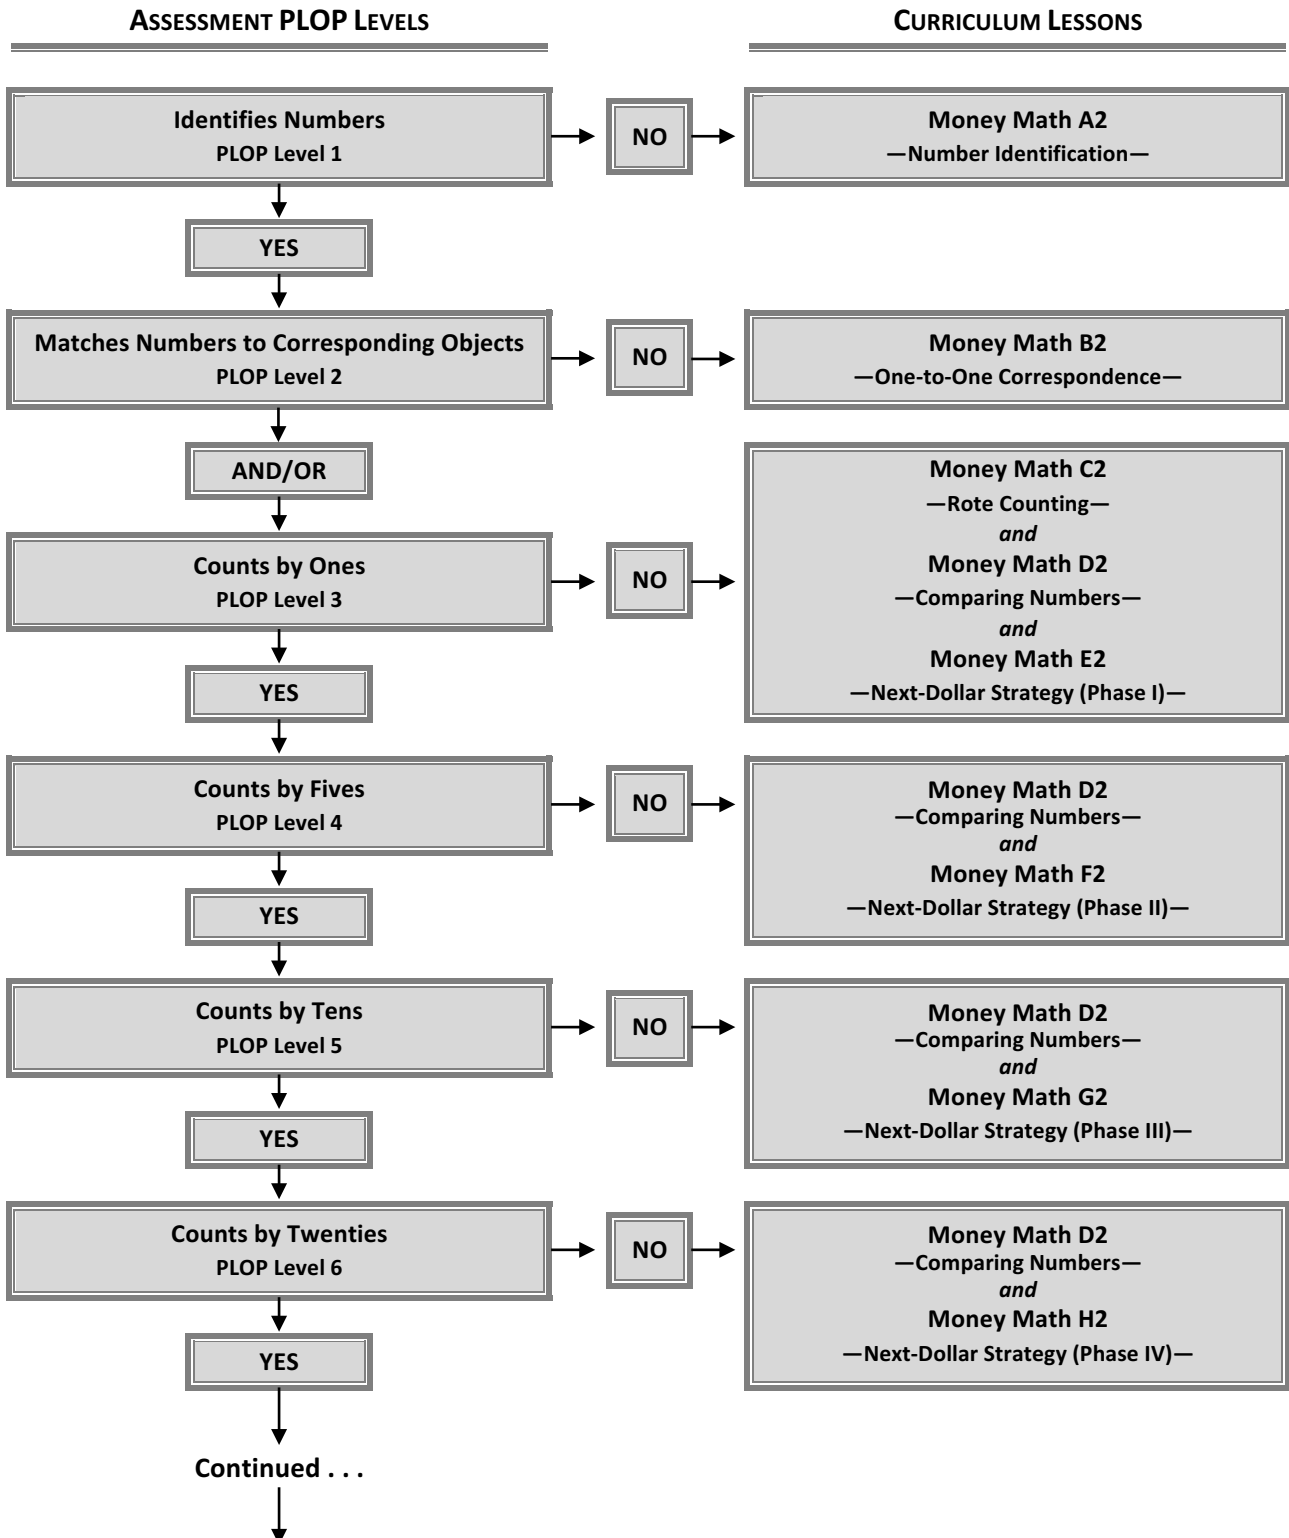 ASSESSMENT PLOP LEVELS
CURRICULUM LESSONS
Identifies Numbers
PLOP Level 1
NO
Money Math A2
—Number Identification—
YES
Matches Numbers to Corresponding Objects
PLOP Level 2
NO
Money Math B2
—One-to-One Correspondence—
AND/OR
Counts by Ones
PLOP Level 3
NO
Money Math C2
—Rote Counting—
and
Money Math D2
—Comparing Numbers—
and
Money Math E2
—Next-Dollar Strategy (Phase I)—
YES
Counts by Fives
PLOP Level 4
NO
Money Math D2
—Comparing Numbers—
and
Money Math F2
—Next-Dollar Strategy (Phase II)—
YES
Counts by Tens
PLOP Level 5
NO
Money Math D2
—Comparing Numbers—
and
Money Math G2
—Next-Dollar Strategy (Phase III)—
YES
Counts by Twenties
PLOP Level 6
NO
Money Math D2
—Comparing Numbers—
and
Money Math H2
—Next-Dollar Strategy (Phase IV)—
YES
Continued . . .